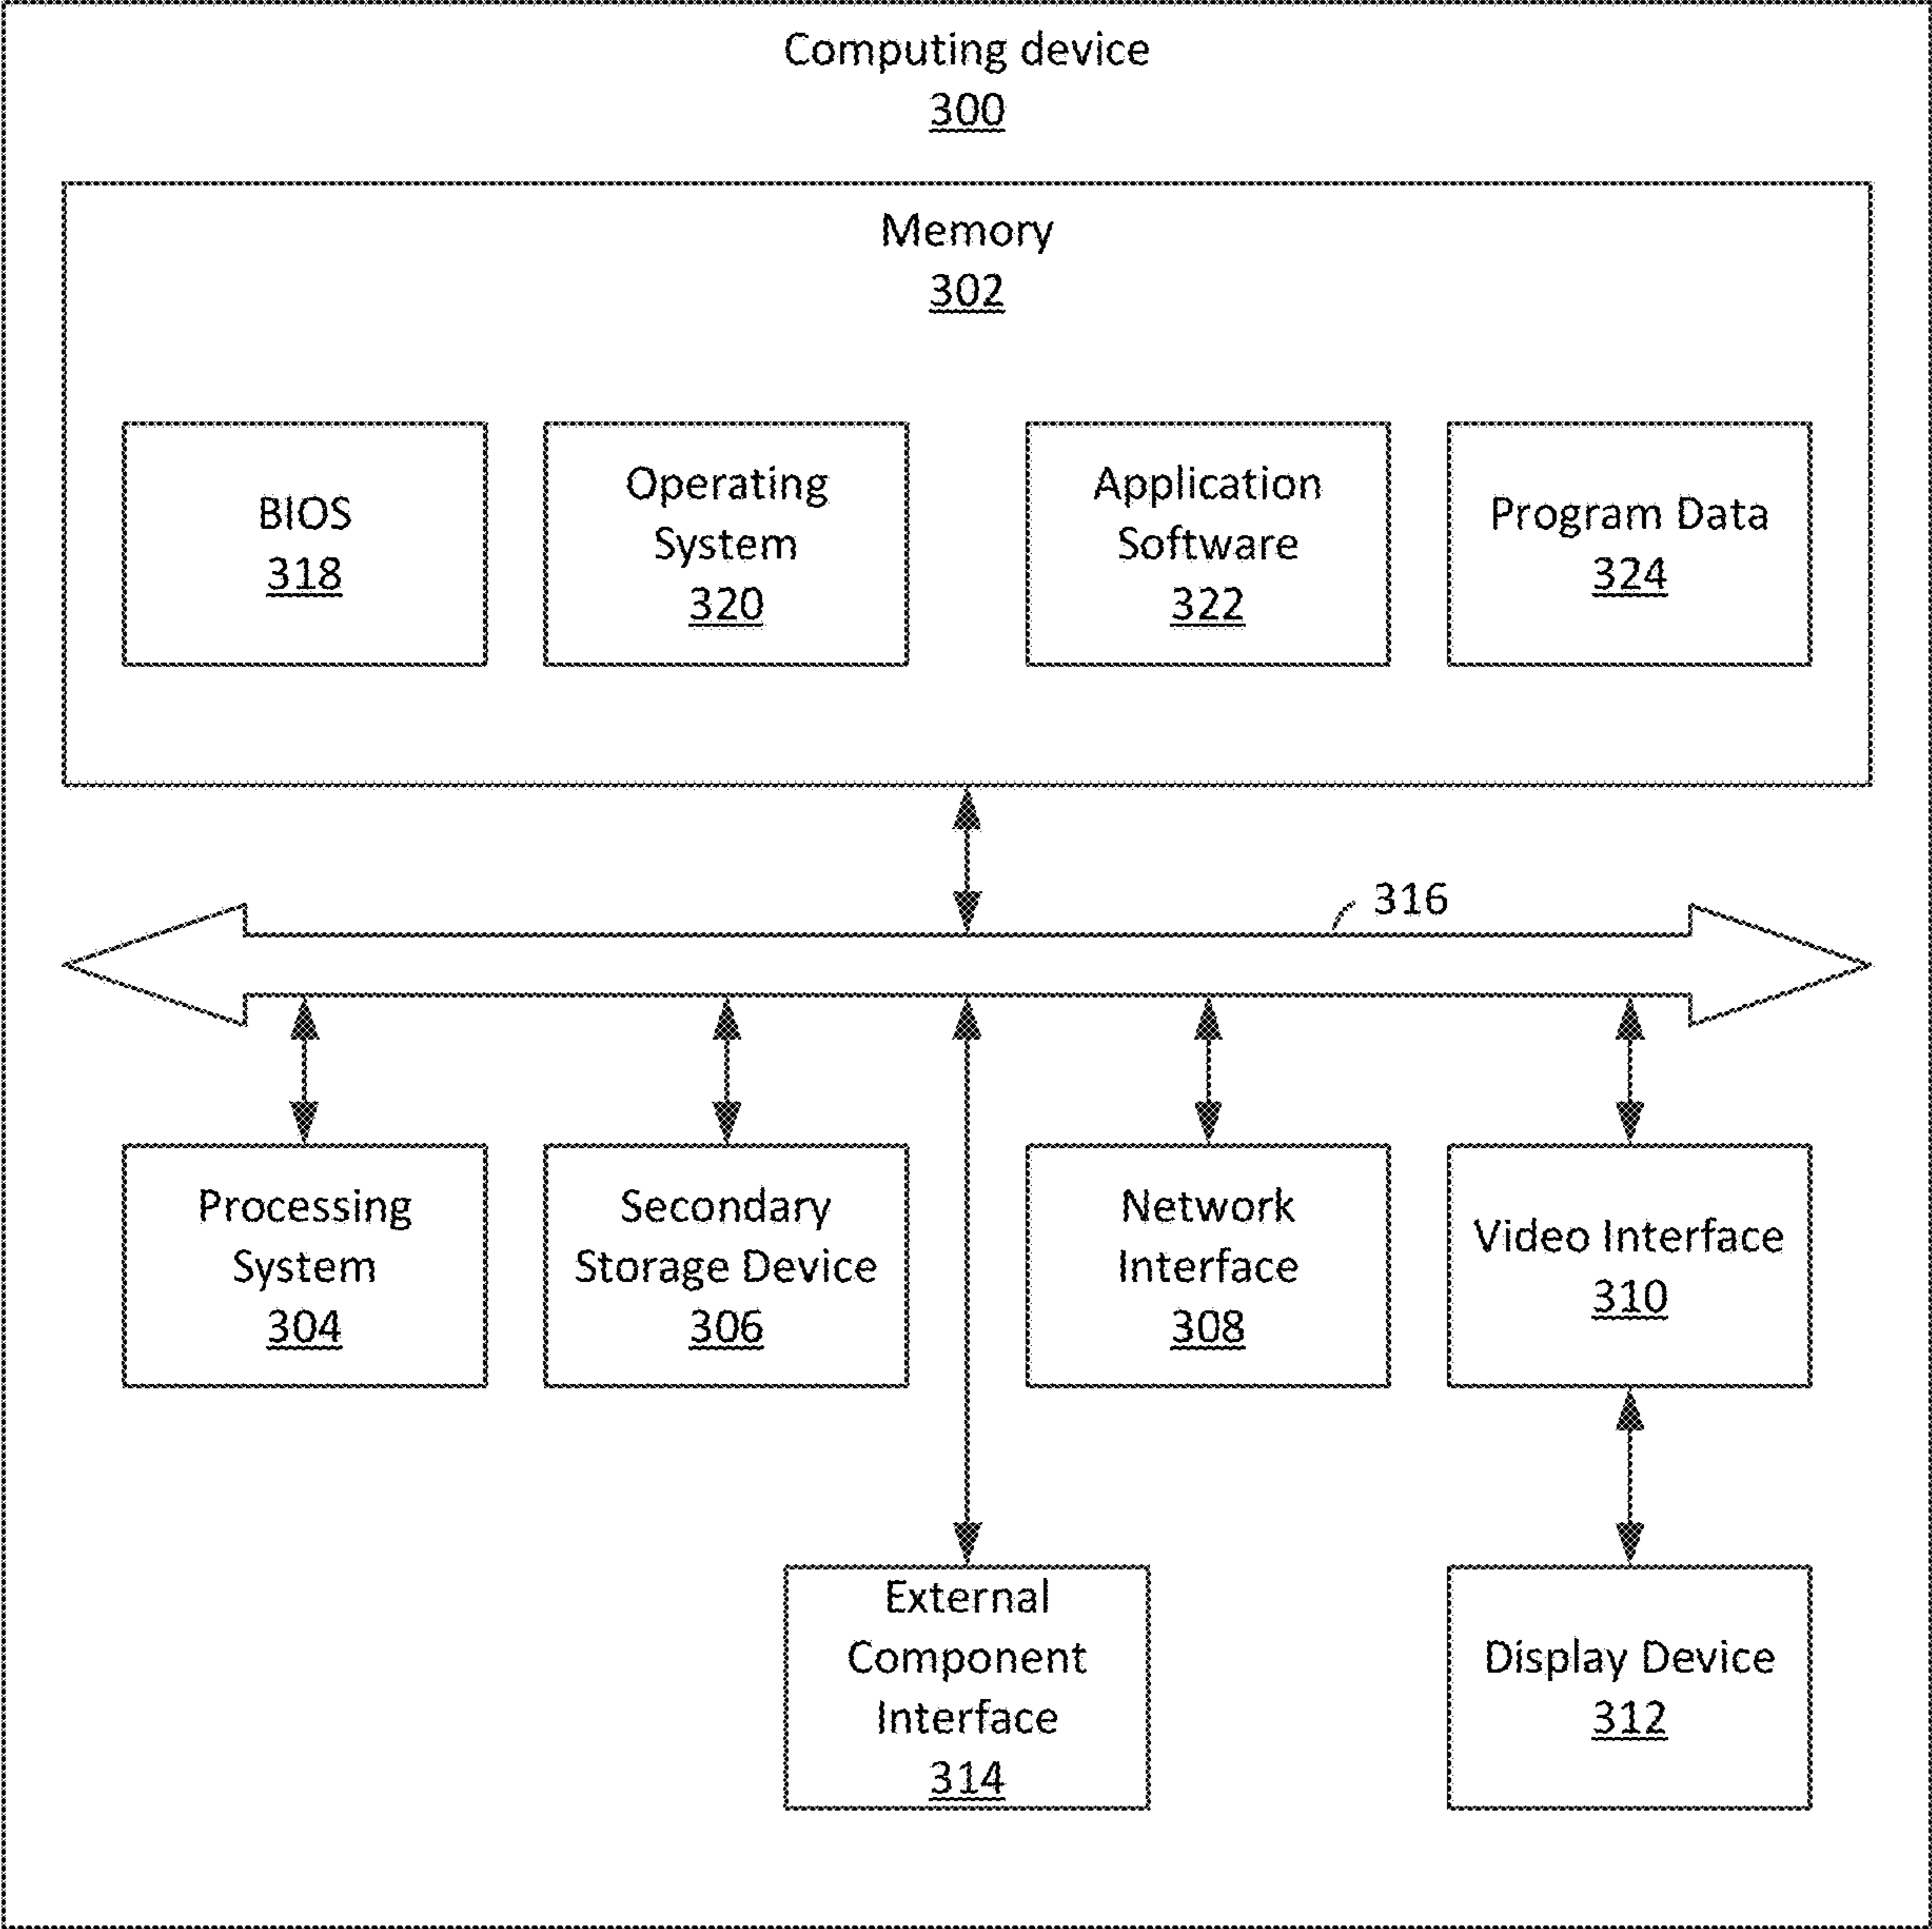 Computing device
300
Memory
302
BIOS
318
Operating
System
320
Application
Software
322
Program Data
324
316
Processing
System
304
Secondary
Storage Device
306
Network
Interface
308
Video Interface
310
External
Component
Interface
314
Display Device
312